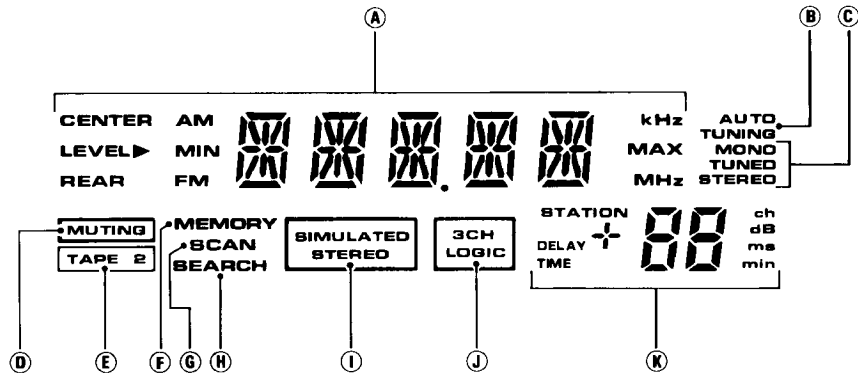 A B C
CENTER AM kHz AUTO
TUNING
LEVEL▶ MIN MAX MONO
TUNED
REAR FM . MHz STEREO
MUTING MEMORY SIMULATED STEREO 3CH LOGIC STATION 88 ch
TAPE 2 SCAN DELAY + dB
SEARCH TIME ms
min
D E F G H I J K